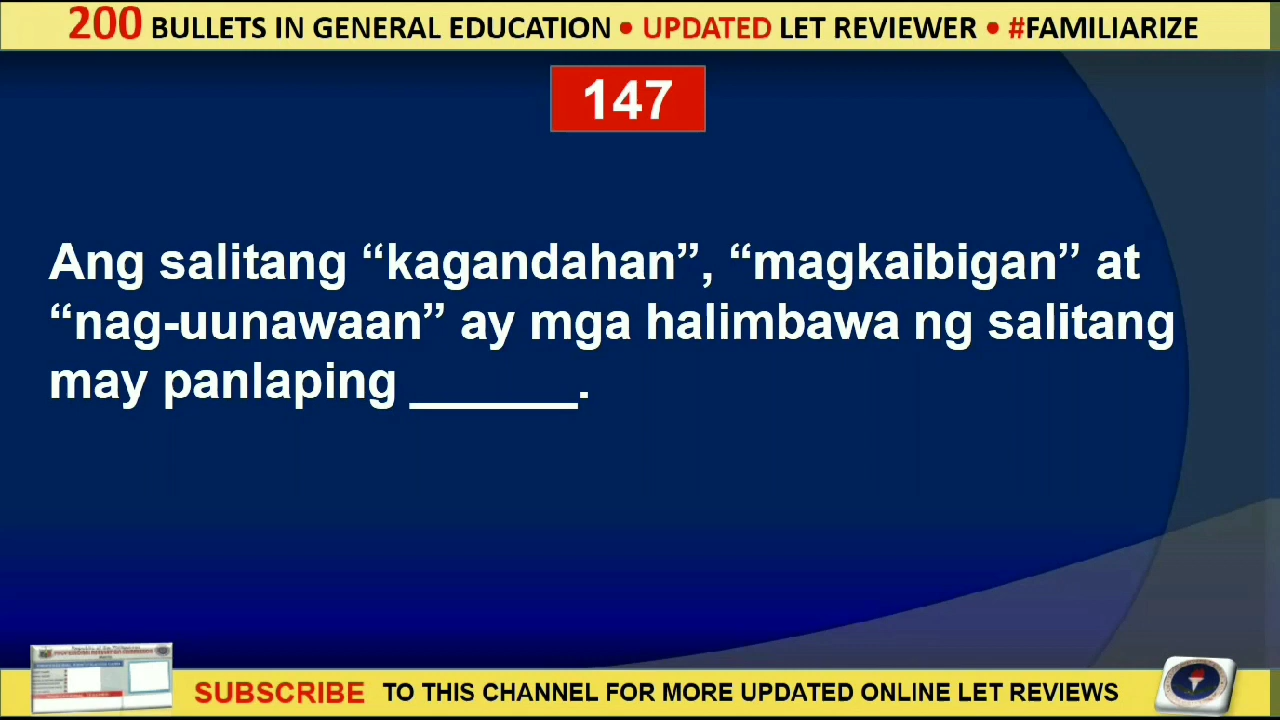 200 BULLETS IN GENERAL EDUCATION • UPDATED LET REVIEWER • #FAMILIARIZE
147
Ang salitang “kagandahan”, “magkaibigan” at
“nag-uunawaan” ay mga halimbawa ng salitang
may panlaping ______.
SUBSCRIBE TO THIS CHANNEL FOR MORE UPDATED ONLINE LET REVIEWS